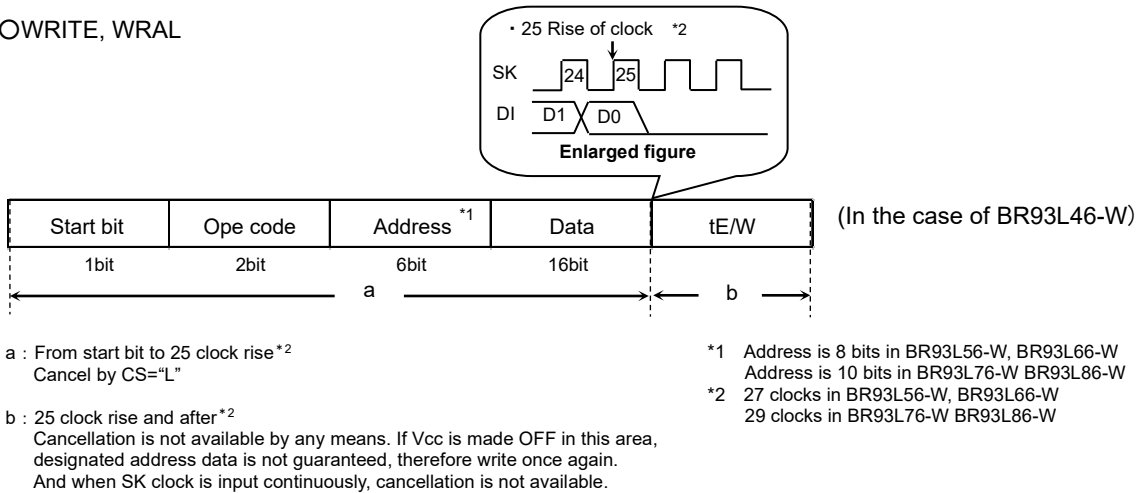 ○WRITE, WRAL
・25 Rise of clock *2
SK 24 25
DI D1 D0
Enlarged figure
Start bit Ope code Address *1 Data tE/W (In the case of BR93L46-W)
1bit 2bit 6bit 16bit
a b
a : From start bit to 25 clock rise*2
Cancel by CS=“L”
b : 25 clock rise and after*2
Cancellation is not available by any means. If Vcc is made OFF in this area,
designated address data is not guaranteed, therefore write once again.
And when SK clock is input continuously, cancellation is not available.
*1 Address is 8 bits in BR93L56-W, BR93L66-W
Address is 10 bits in BR93L76-W BR93L86-W
*2 27 clocks in BR93L56-W, BR93L66-W
29 clocks in BR93L76-W BR93L86-W